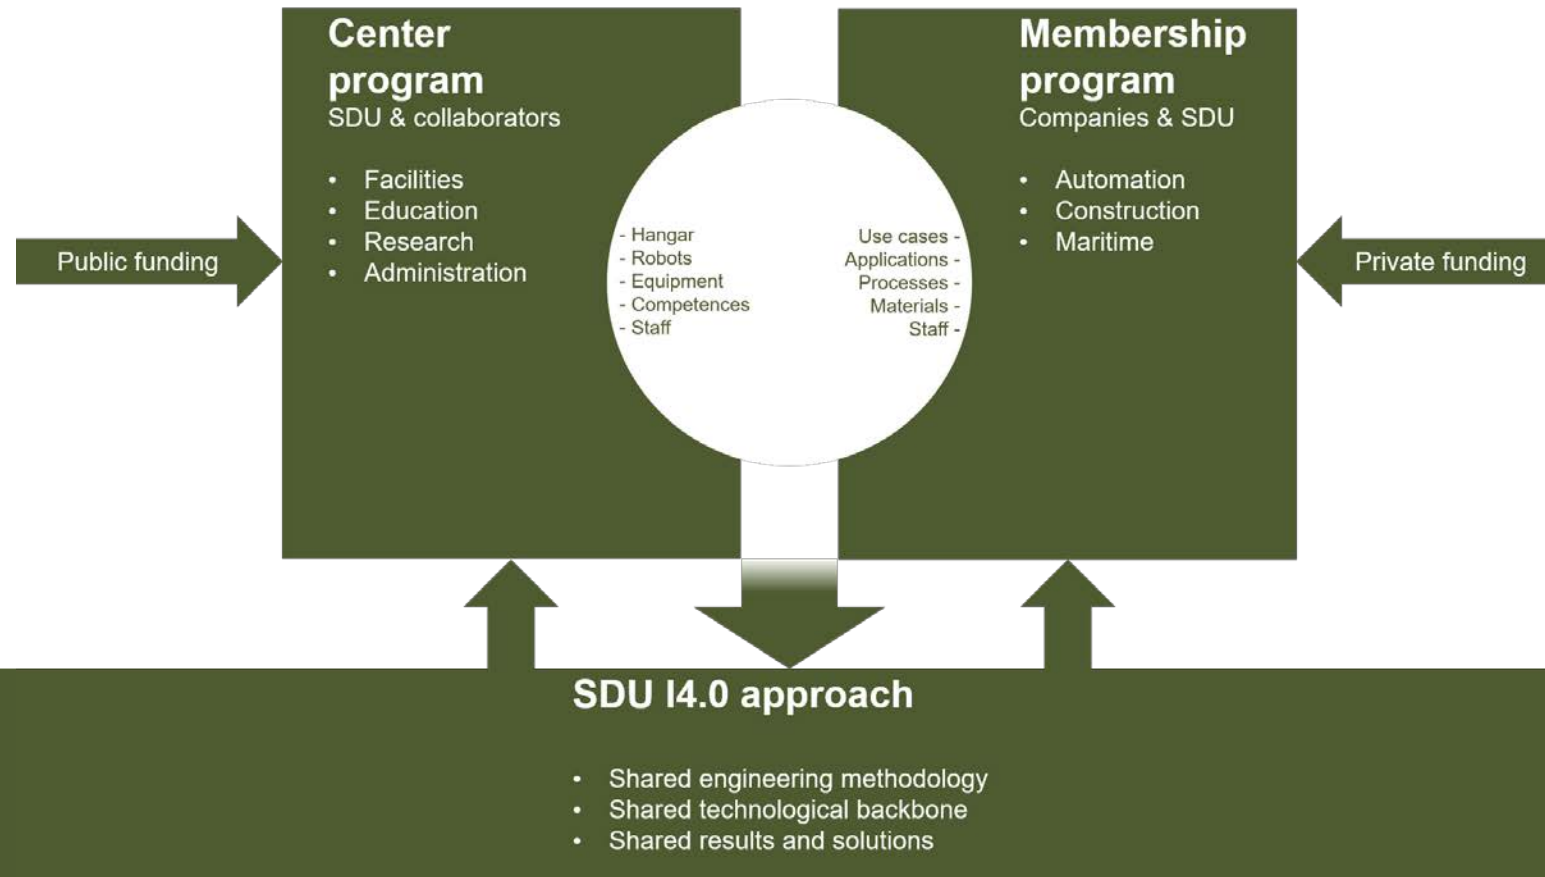 Center
program
SDU & collaborators
• Facilities
• Education
• Research
• Administration
Membership
program
Companies & SDU
• Automation
• Construction
• Maritime
Public funding
- Hangar
- Robots
- Equipment
- Competences
- Staff
Use cases -
Applications -
Processes -
Materials -
Staff -
Private funding
SDU I4.0 approach
• Shared engineering methodology
• Shared technological backbone
• Shared results and solutions